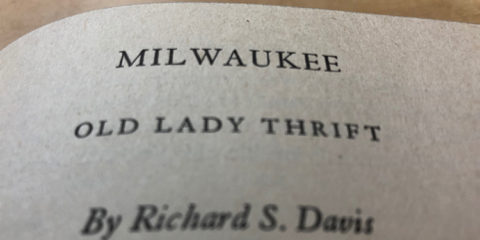 MILWAUKEE
OLD LADY THRIFT
By Richard S. Davis